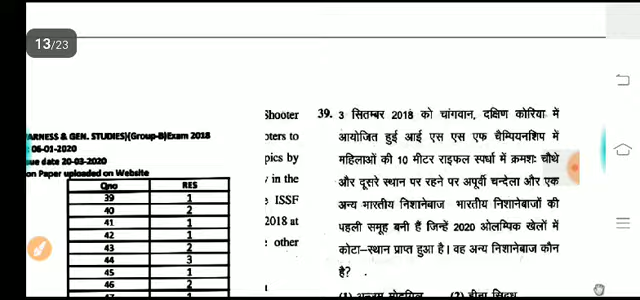 13/23
Shooter
oters to
pics by
in the
ISSF
2018 at
other
ARNESS & GEN. STUDIES)(Group-B)Exam 2018
06-01-2020
ue date 20-03-2020
on Paper uploaded on Website
Qno RES
39 1
40 2
41 1
42 1
43 2
44 3
45 1
46 2
39. 3 सितम्बर 2018 को चांगवान, दक्षिण कोरिया में
आयोजित हुई आई एस एस एफ चैम्पियनशिप में
महिलाओं की 10 मीटर राइफल स्पर्धा में क्रमशः चौथे
और दूसरे स्थान पर रहने पर अपूर्वी चन्देला और एक
अन्य भारतीय निशानेबाज भारतीय निशानेबाजों की
पहली समूह बनी हैं जिन्हें 2020 ओलम्पिक खेलों में
कोटा–स्थान प्राप्त हुआ है। वह अन्य निशानेबाज कौन
है?
(1) अन्जुम मोदगिल (2) हीना सिद्धू